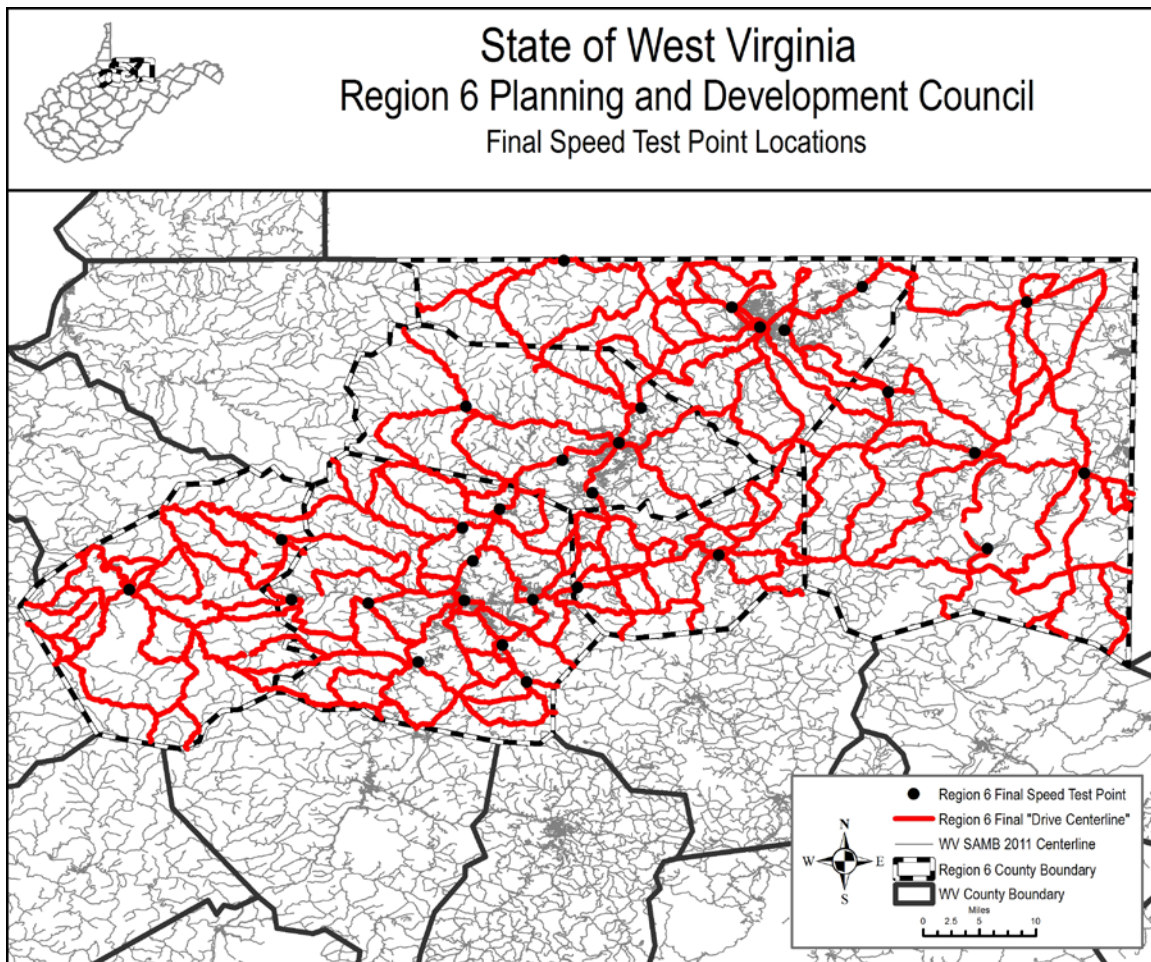 State of West Virginia
Region 6 Planning and Development Council
Final Speed Test Point Locations
Region 6 Final Speed Test Point
Region 6 Final "Drive Centerline"
WV SAMB 2011 Centerline
Region 6 County Boundary
WV County Boundary
N
W E
S
Miles
0 2.5 5 10